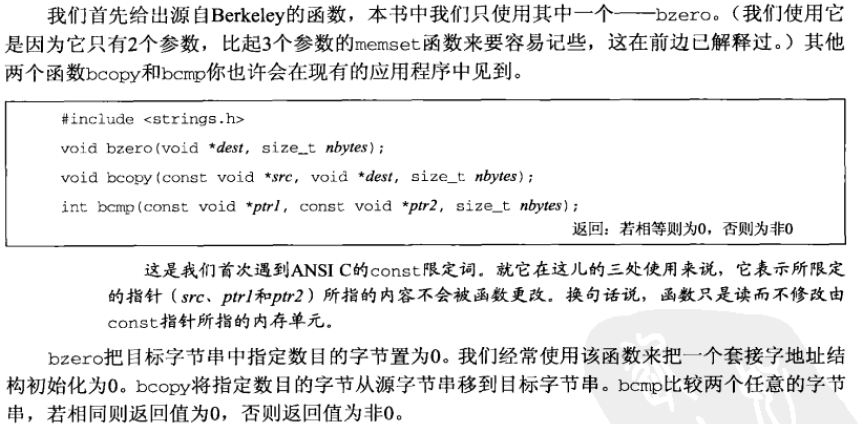 我们首先给出源自Berkeley的函数，本书中我们只使用其中一个——bzero。（我们使用它
是因为它只有2个参数，比起3个参数的memset函数来要容易记些，这在前边已解释过。）其他
两个函数bcopy和bcmp你也许会在现有的应用程序中见到。
#include <strings.h>
void bzero(void *dest, size_t nbytes);
void bcopy(const void *src, void *dest, size_t nbytes);
int bcmp(const void *ptr1, const void *ptr2, size_t nbytes);
返回：若相等则为0，否则为非0
这是我们首次遇到ANSI C的const限定词。就它在这儿的三处使用来说，它表示所限定
的指针（src、ptr1和ptr2）所指的内容不会被函数更改。换句话说，函数只是读而不修改由
const指针所指的内存单元。
bzero把目标字节串中指定数目的字节置为0。我们经常使用该函数来把一个套接字地址结
构初始化为0。bcopy将指定数目的字节从源字节串移到目标字节串。bcmp比较两个任意的字节
串，若相同则返回值为0，否则返回值为非0。